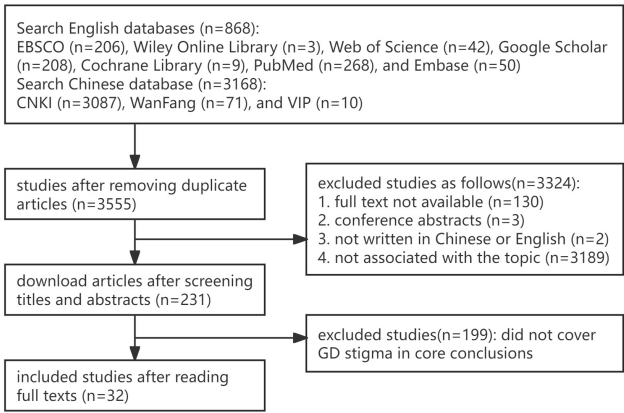 Search English databases (n=868):
EBSCO (n=206), Wiley Online Library (n=3), Web of Science (n=42), Google Scholar
(n=208), Cochrane Library (n=9), PubMed (n=268), and Embase (n=50)
Search Chinese database (n=3168):
CNKI (n=3087), WanFang (n=71), and VIP (n=10)
studies after removing duplicate
articles (n=3555)
excluded studies as follows(n=3324):
1. full text not available (n=130)
2. conference abstracts (n=3)
3. not written in Chinese or English (n=2)
4. not associated with the topic (n=3189)
download articles after screening
titles and abstracts (n=231)
excluded studies(n=199): did not cover
GD stigma in core conclusions
included studies after reading
full texts (n=32)